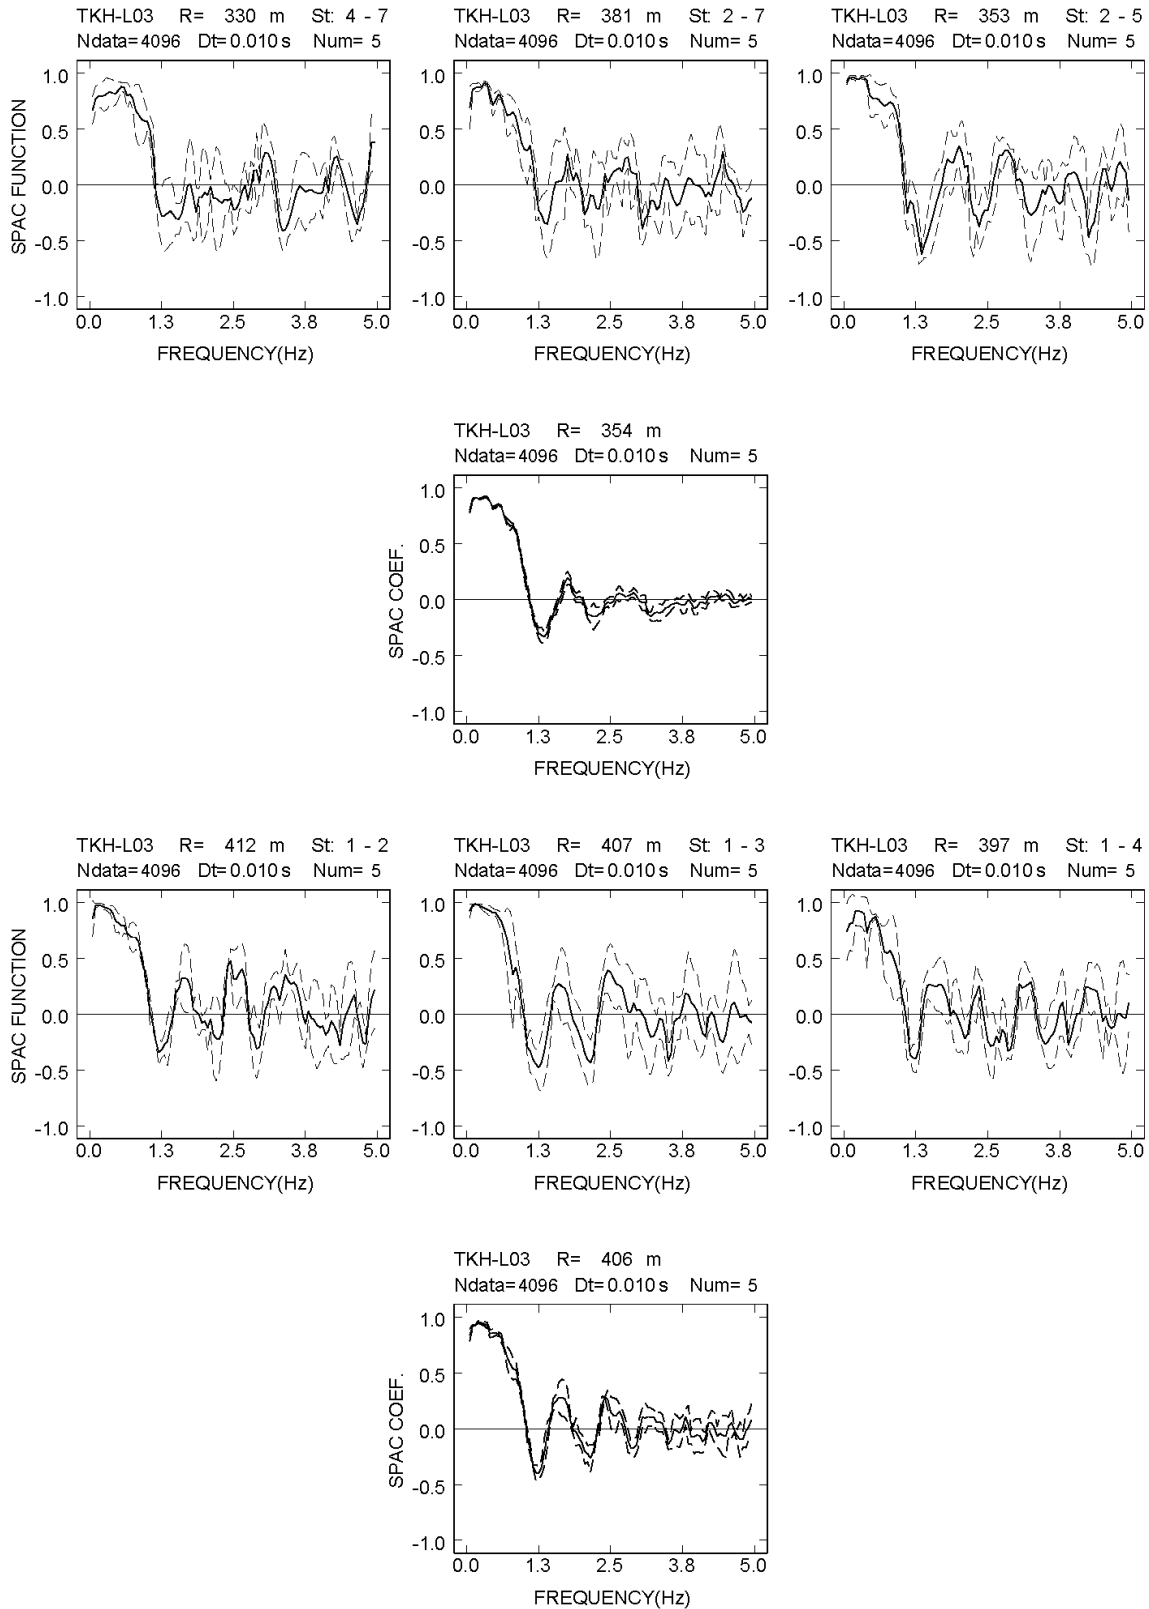 TKH-L03 R= 330 m St: 4 - 7
Ndata=4096 Dt=0.010 s Num= 5
SPAC FUNCTION
1.0
0.5
0.0
-0.5
-1.0
0.0 1.3 2.5 3.8 5.0
FREQUENCY(Hz)
TKH-L03 R= 381 m St: 2 - 7
Ndata=4096 Dt=0.010 s Num= 5
1.0
0.5
0.0
-0.5
-1.0
0.0 1.3 2.5 3.8 5.0
FREQUENCY(Hz)
TKH-L03 R= 353 m St: 2 - 5
Ndata=4096 Dt=0.010 s Num= 5
1.0
0.5
0.0
-0.5
-1.0
0.0 1.3 2.5 3.8 5.0
FREQUENCY(Hz)
TKH-L03 R= 354 m
Ndata=4096 Dt=0.010 s Num= 5
SPAC COEF.
1.0
0.5
0.0
-0.5
-1.0
0.0 1.3 2.5 3.8 5.0
FREQUENCY(Hz)
TKH-L03 R= 412 m St: 1 - 2
Ndata=4096 Dt=0.010 s Num= 5
SPAC FUNCTION
1.0
0.5
0.0
-0.5
-1.0
0.0 1.3 2.5 3.8 5.0
FREQUENCY(Hz)
TKH-L03 R= 407 m St: 1 - 3
Ndata=4096 Dt=0.010 s Num= 5
1.0
0.5
0.0
-0.5
-1.0
0.0 1.3 2.5 3.8 5.0
FREQUENCY(Hz)
TKH-L03 R= 397 m St: 1 - 4
Ndata=4096 Dt=0.010 s Num= 5
1.0
0.5
0.0
-0.5
-1.0
0.0 1.3 2.5 3.8 5.0
FREQUENCY(Hz)
TKH-L03 R= 406 m
Ndata=4096 Dt=0.010 s Num= 5
SPAC COEF.
1.0
0.5
0.0
-0.5
-1.0
0.0 1.3 2.5 3.8 5.0
FREQUENCY(Hz)